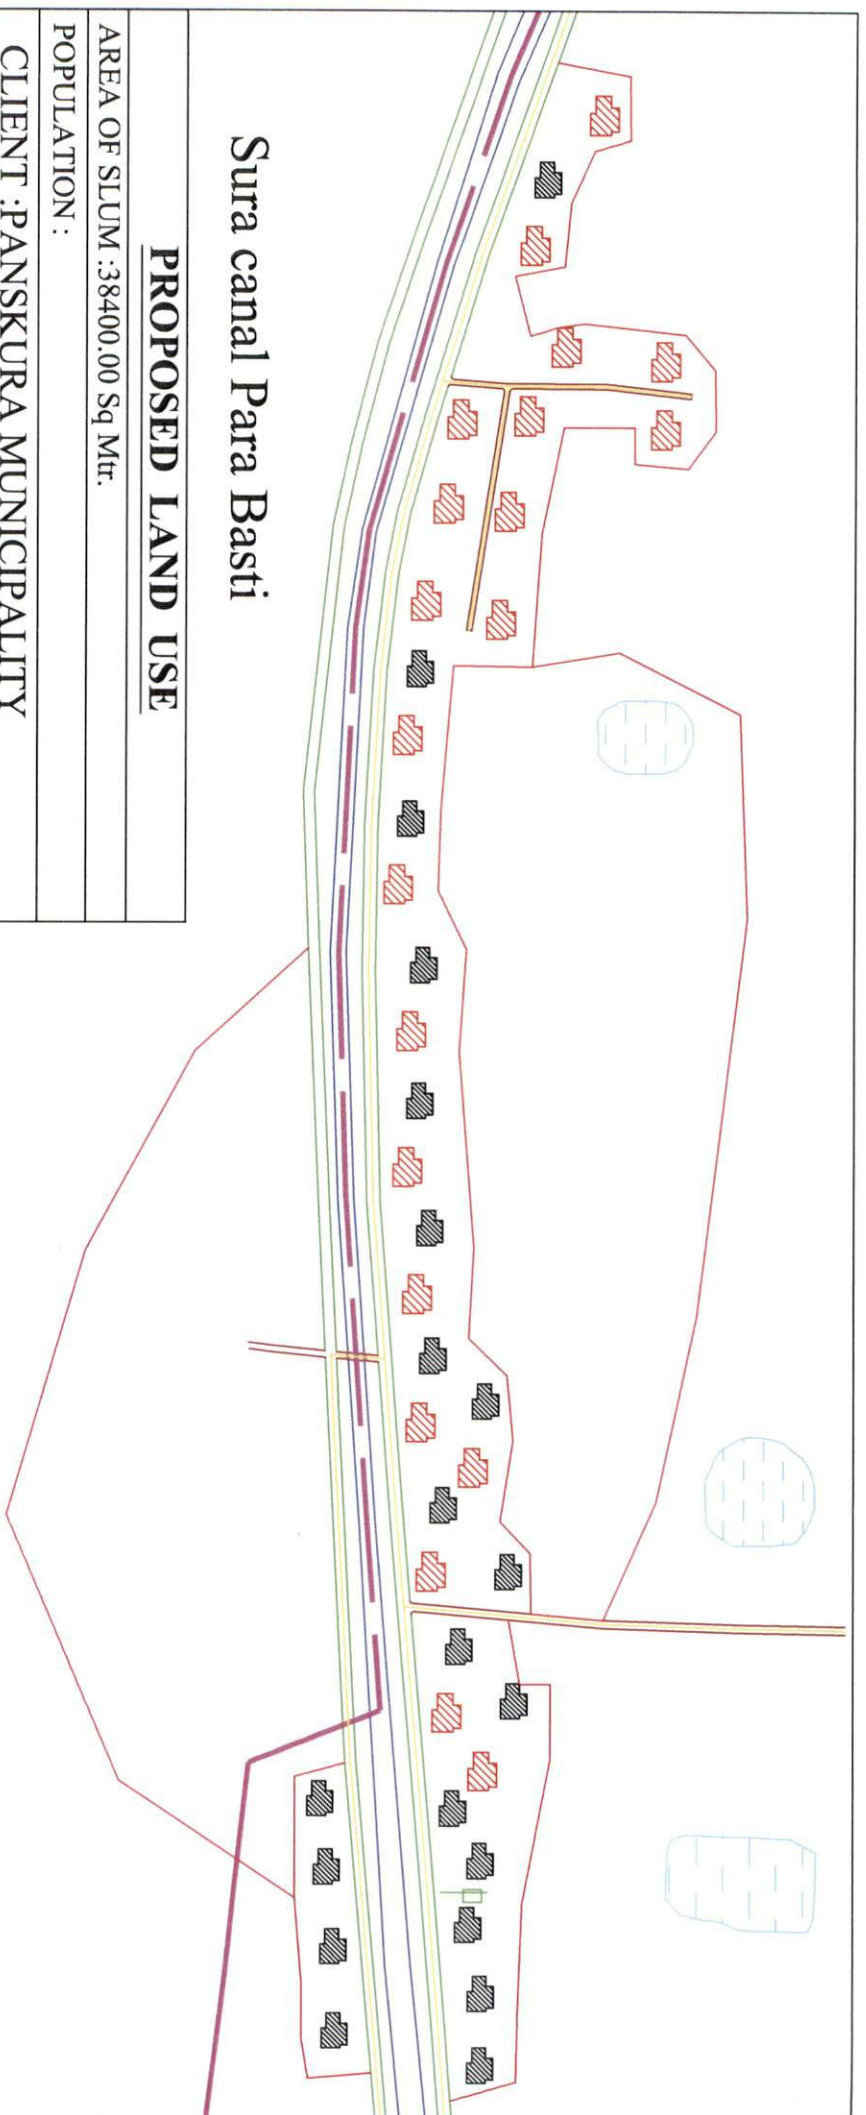 Sura canal Para Basti
PROPOSED LAND USE
AREA OF SLUM :38400.00 Sq Mtr.
POPULATION :
CLIENT :PANSKURA MUNICIPALITY